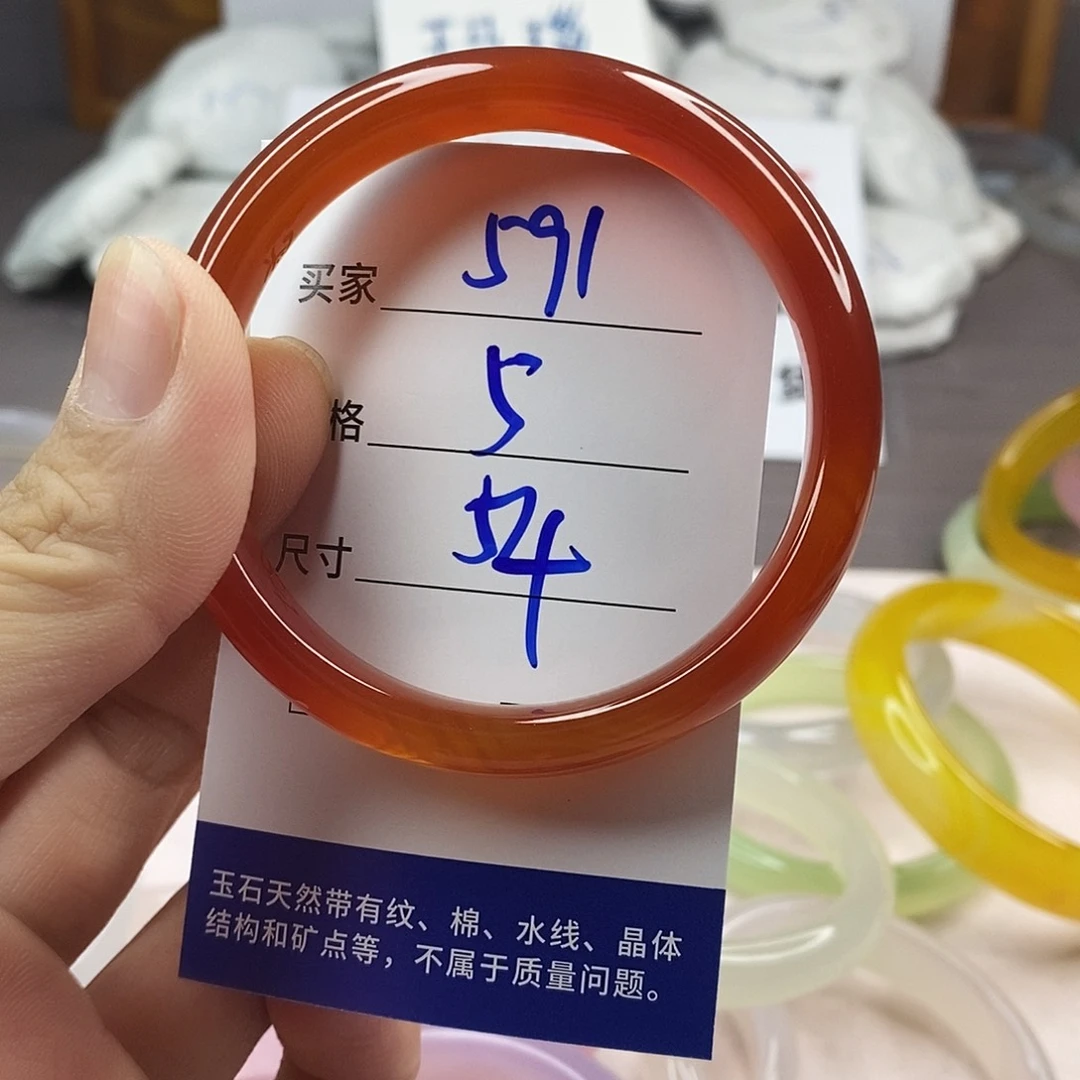 买家 591
格 5
尺寸 54
玉石天然带有纹、棉、水线、晶体
结构和矿点等，不属于质量问题。